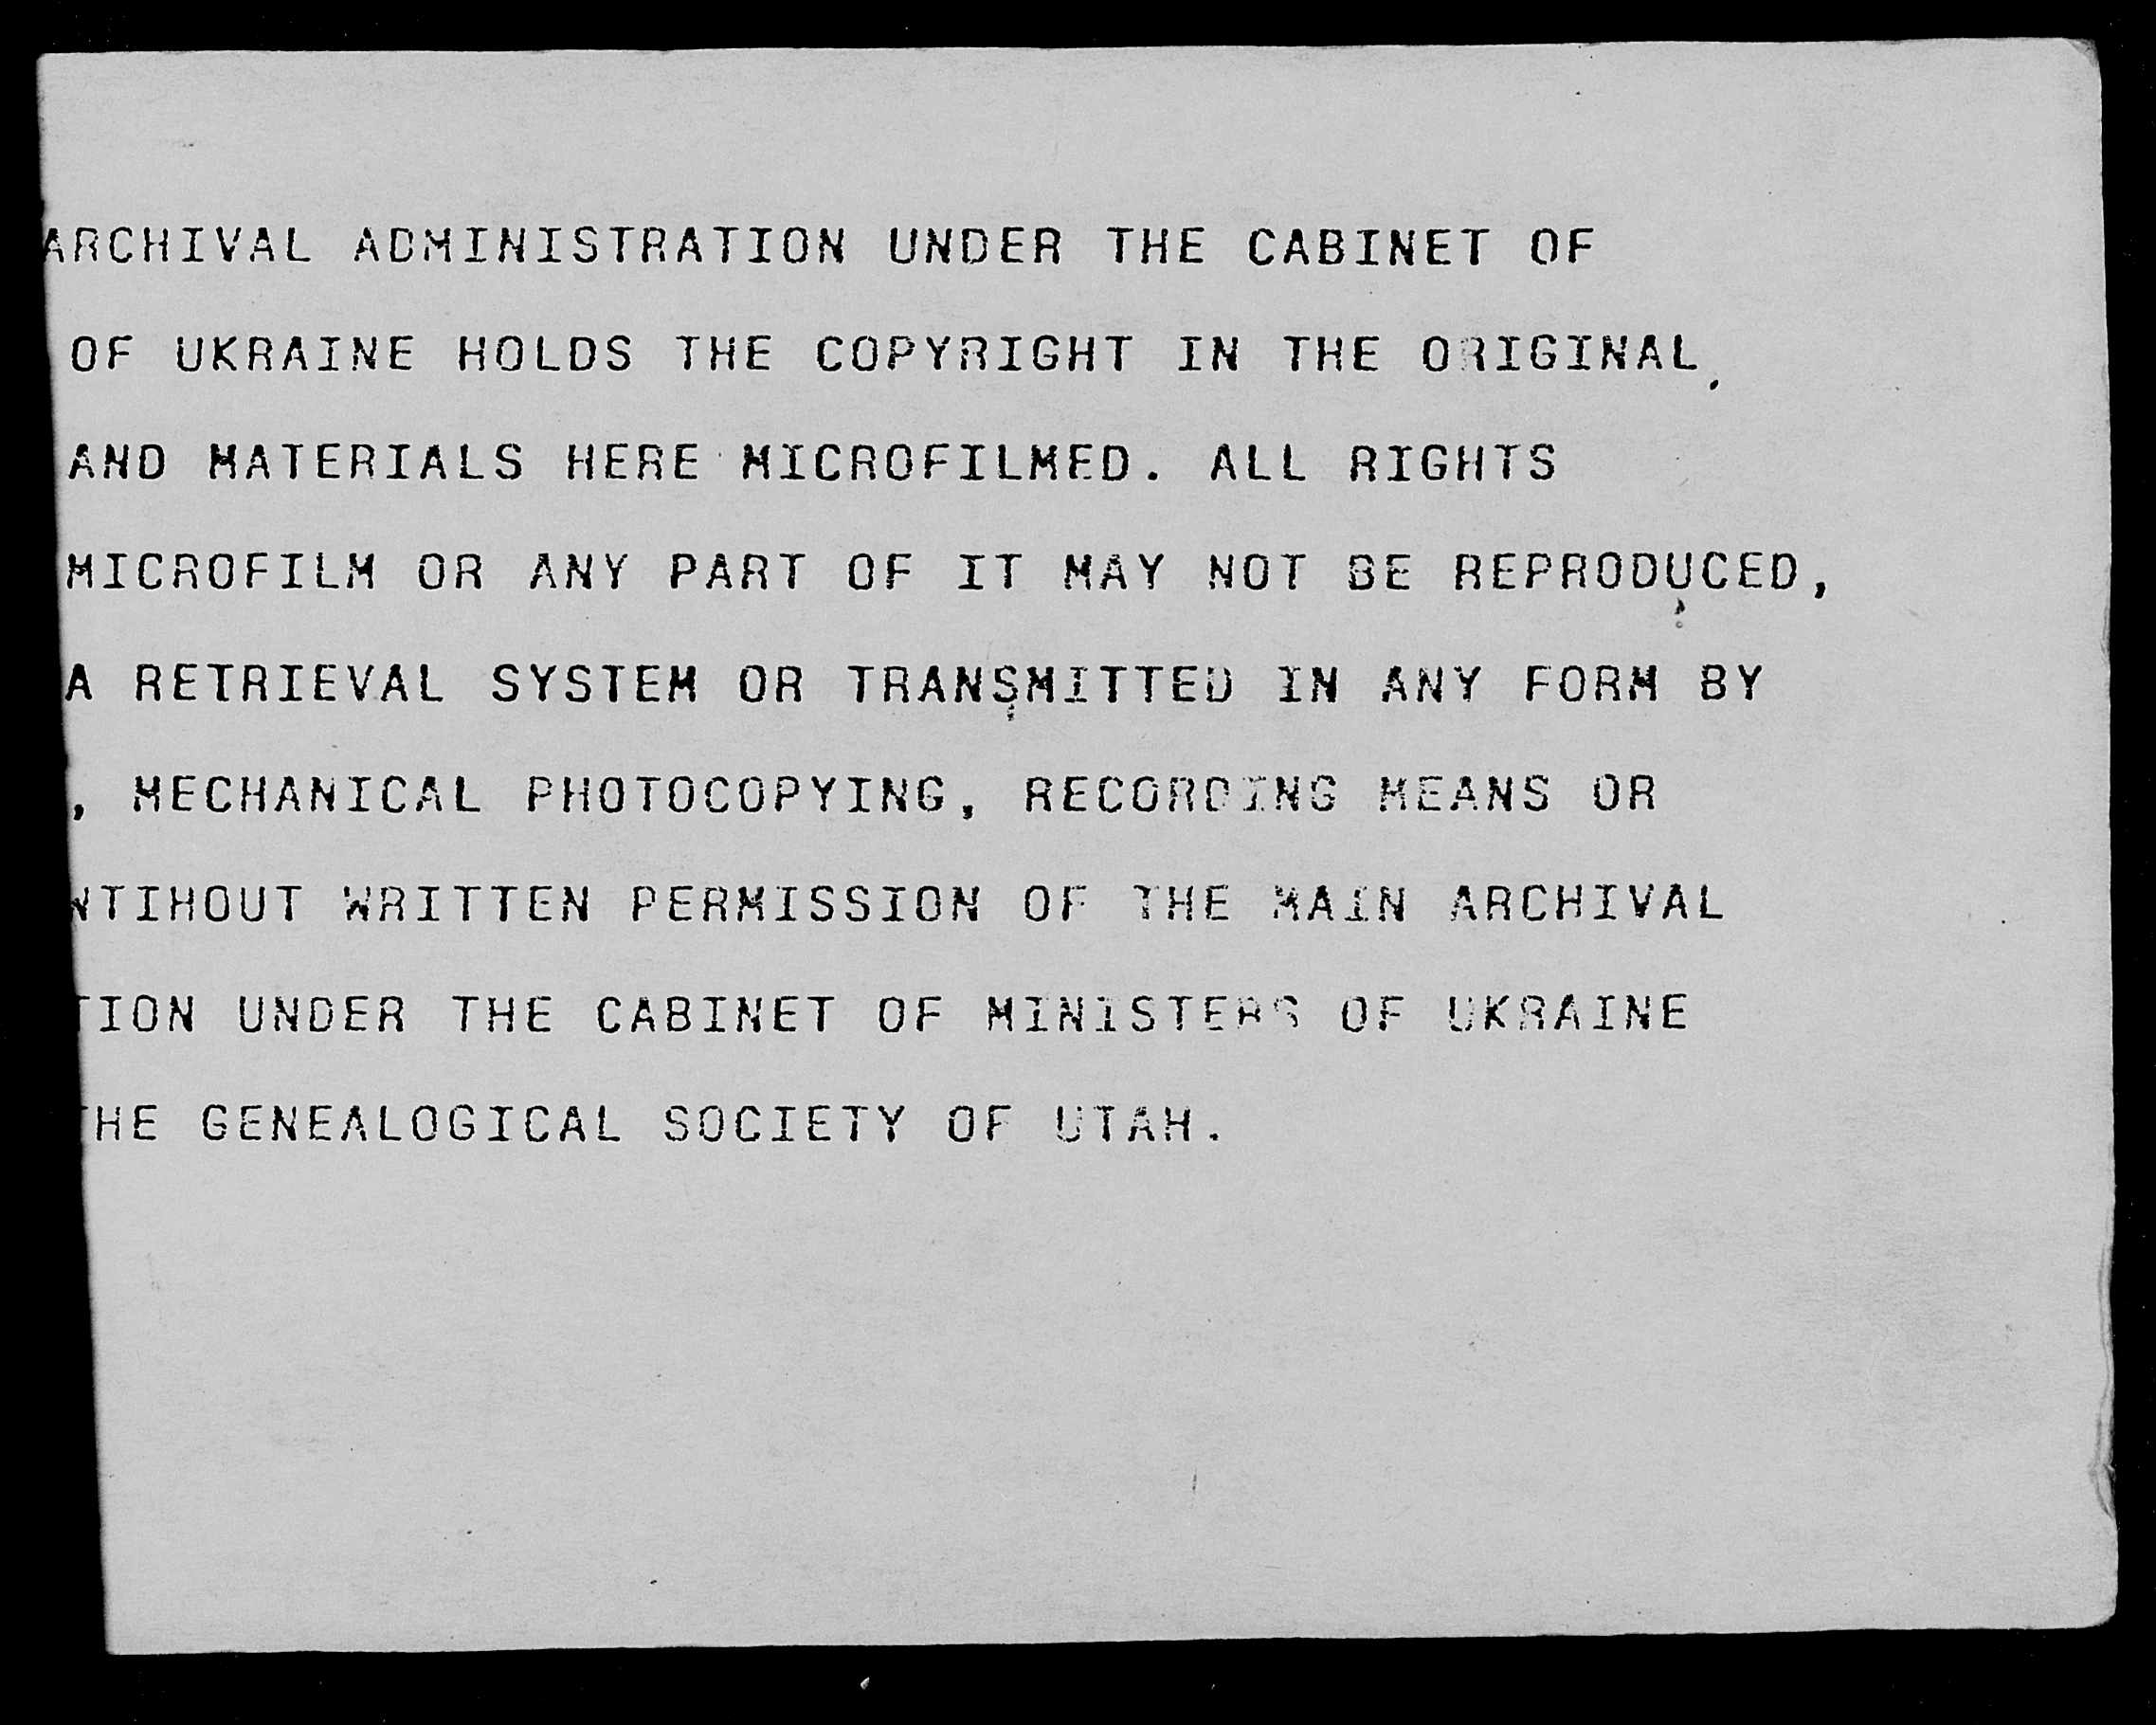 ARCHIVAL ADMINISTRATION UNDER THE CABINET OF
OF UKRAINE HOLDS THE COPYRIGHT IN THE ORIGINAL
AND MATERIALS HERE MICROFILMED. ALL RIGHTS
MICROFILM OR ANY PART OF IT MAY NOT BE REPRODUCED,
A RETRIEVAL SYSTEM OR TRANSMITTED IN ANY FORM BY
, MECHANICAL PHOTOCOPYING, RECORDING MEANS OR
WTIHOUT WRITTEN PERMISSION OF THE MAIN ARCHIVAL
TION UNDER THE CABINET OF MINISTERS OF UKRAINE
HE GENEALOGICAL SOCIETY OF UTAH.